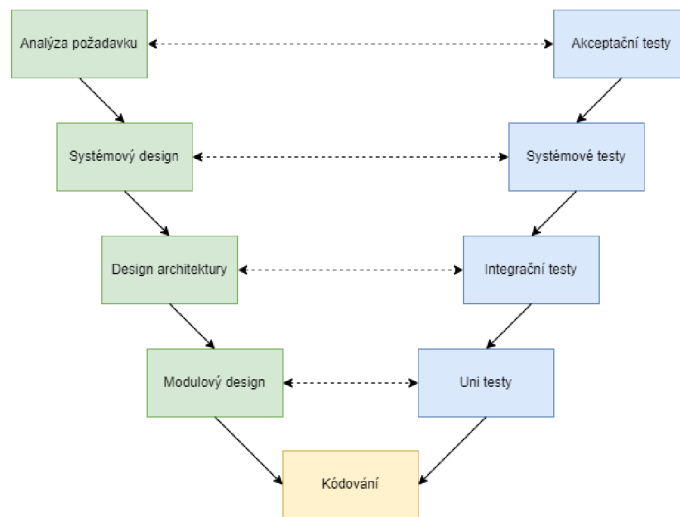 Analýza požadavku
Akceptační testy
Systémový design
Systémové testy
Design architektury
Integrační testy
Modulový design
Uni testy
Kódování